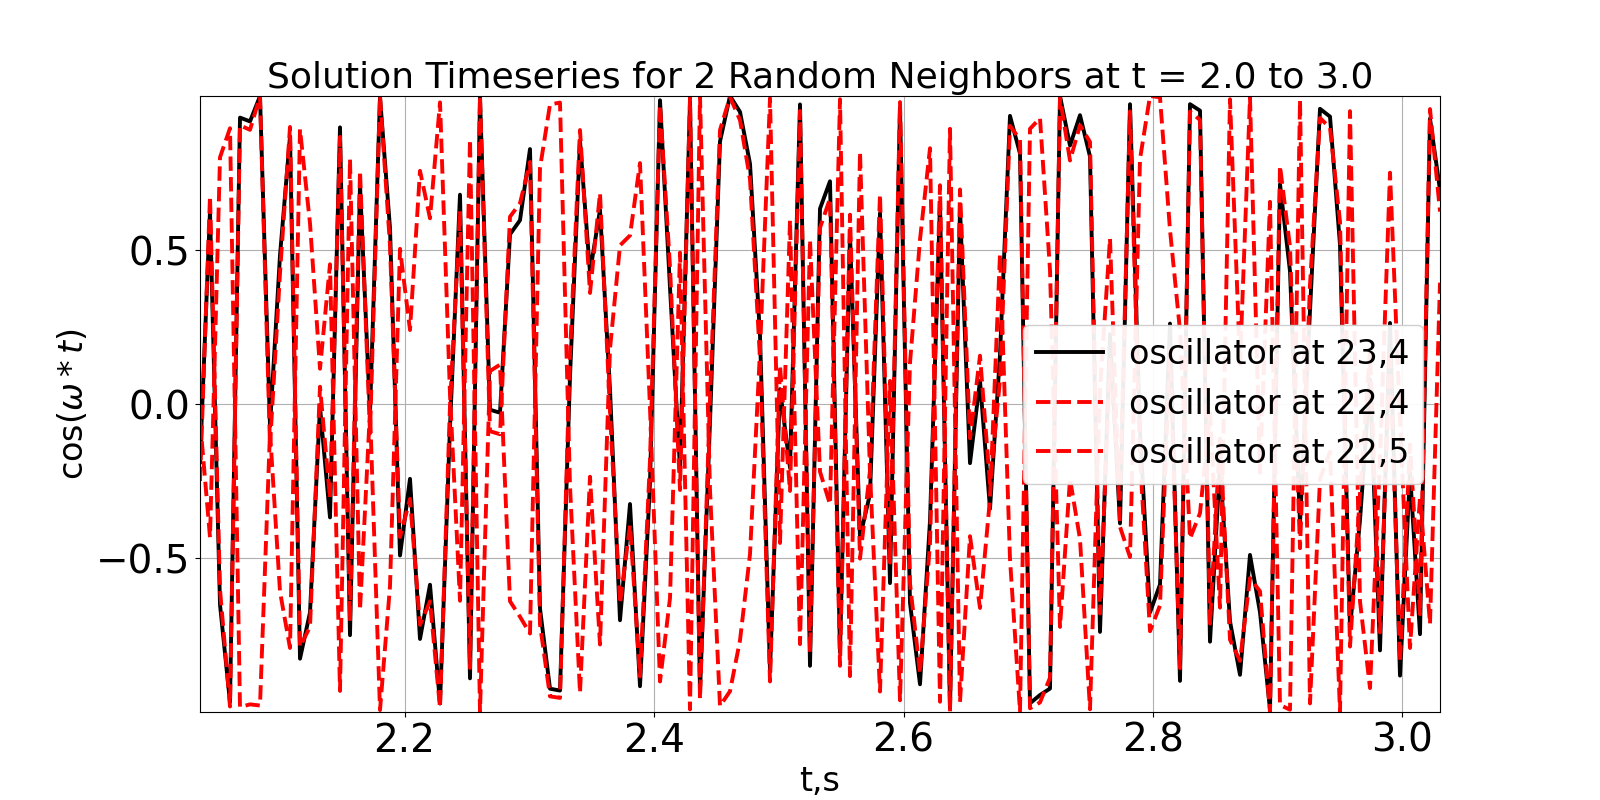 Solution Timeseries for 2 Random Neighbors at t = 2.0 to 3.0
cos(ω * t)
0.5
0.0
−0.5
oscillator at 23,4
oscillator at 22,4
oscillator at 22,5
2.2 2.4 2.6 2.8 3.0
t,s